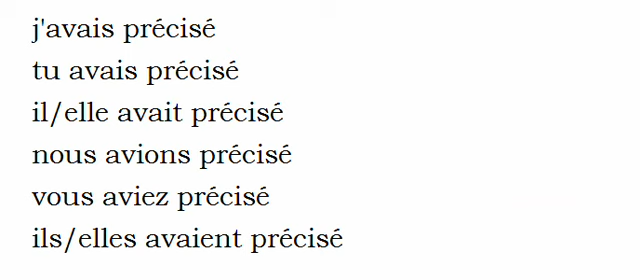 j'avais précisé
tu avais précisé
il/elle avait précisé
nous avions précisé
vous aviez précisé
ils/elles avaient précisé